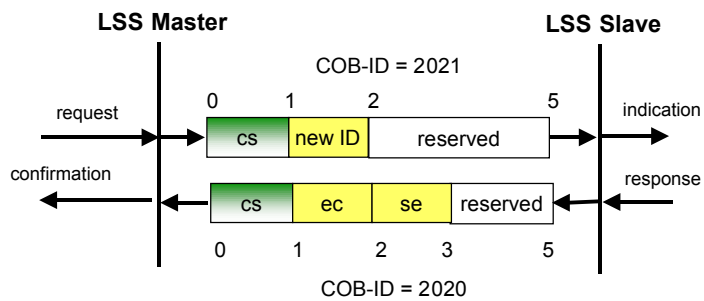 LSS Master
LSS Slave
COB-ID = 2021
0 1 2 5
request
cs
new ID
reserved
indication
confirmation
cs
ec
se
reserved
response
0 1 2 3 5
COB-ID = 2020